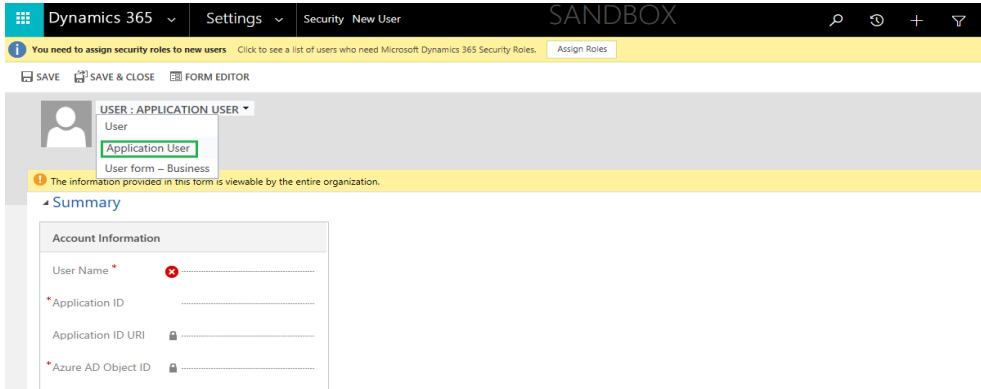 Dynamics 365 Settings Security New User SANDBOX
You need to assign security roles to new users Click to see a list of users who need Microsoft Dynamics 365 Security Roles. Assign Roles
SAVE SAVE & CLOSE FORM EDITOR
USER : APPLICATION USER
User
Application User
User form – Business
The information provided in this form is viewable by the entire organization.
Summary
Account Information
User Name *
*Application ID
Application ID URI
*Azure AD Object ID